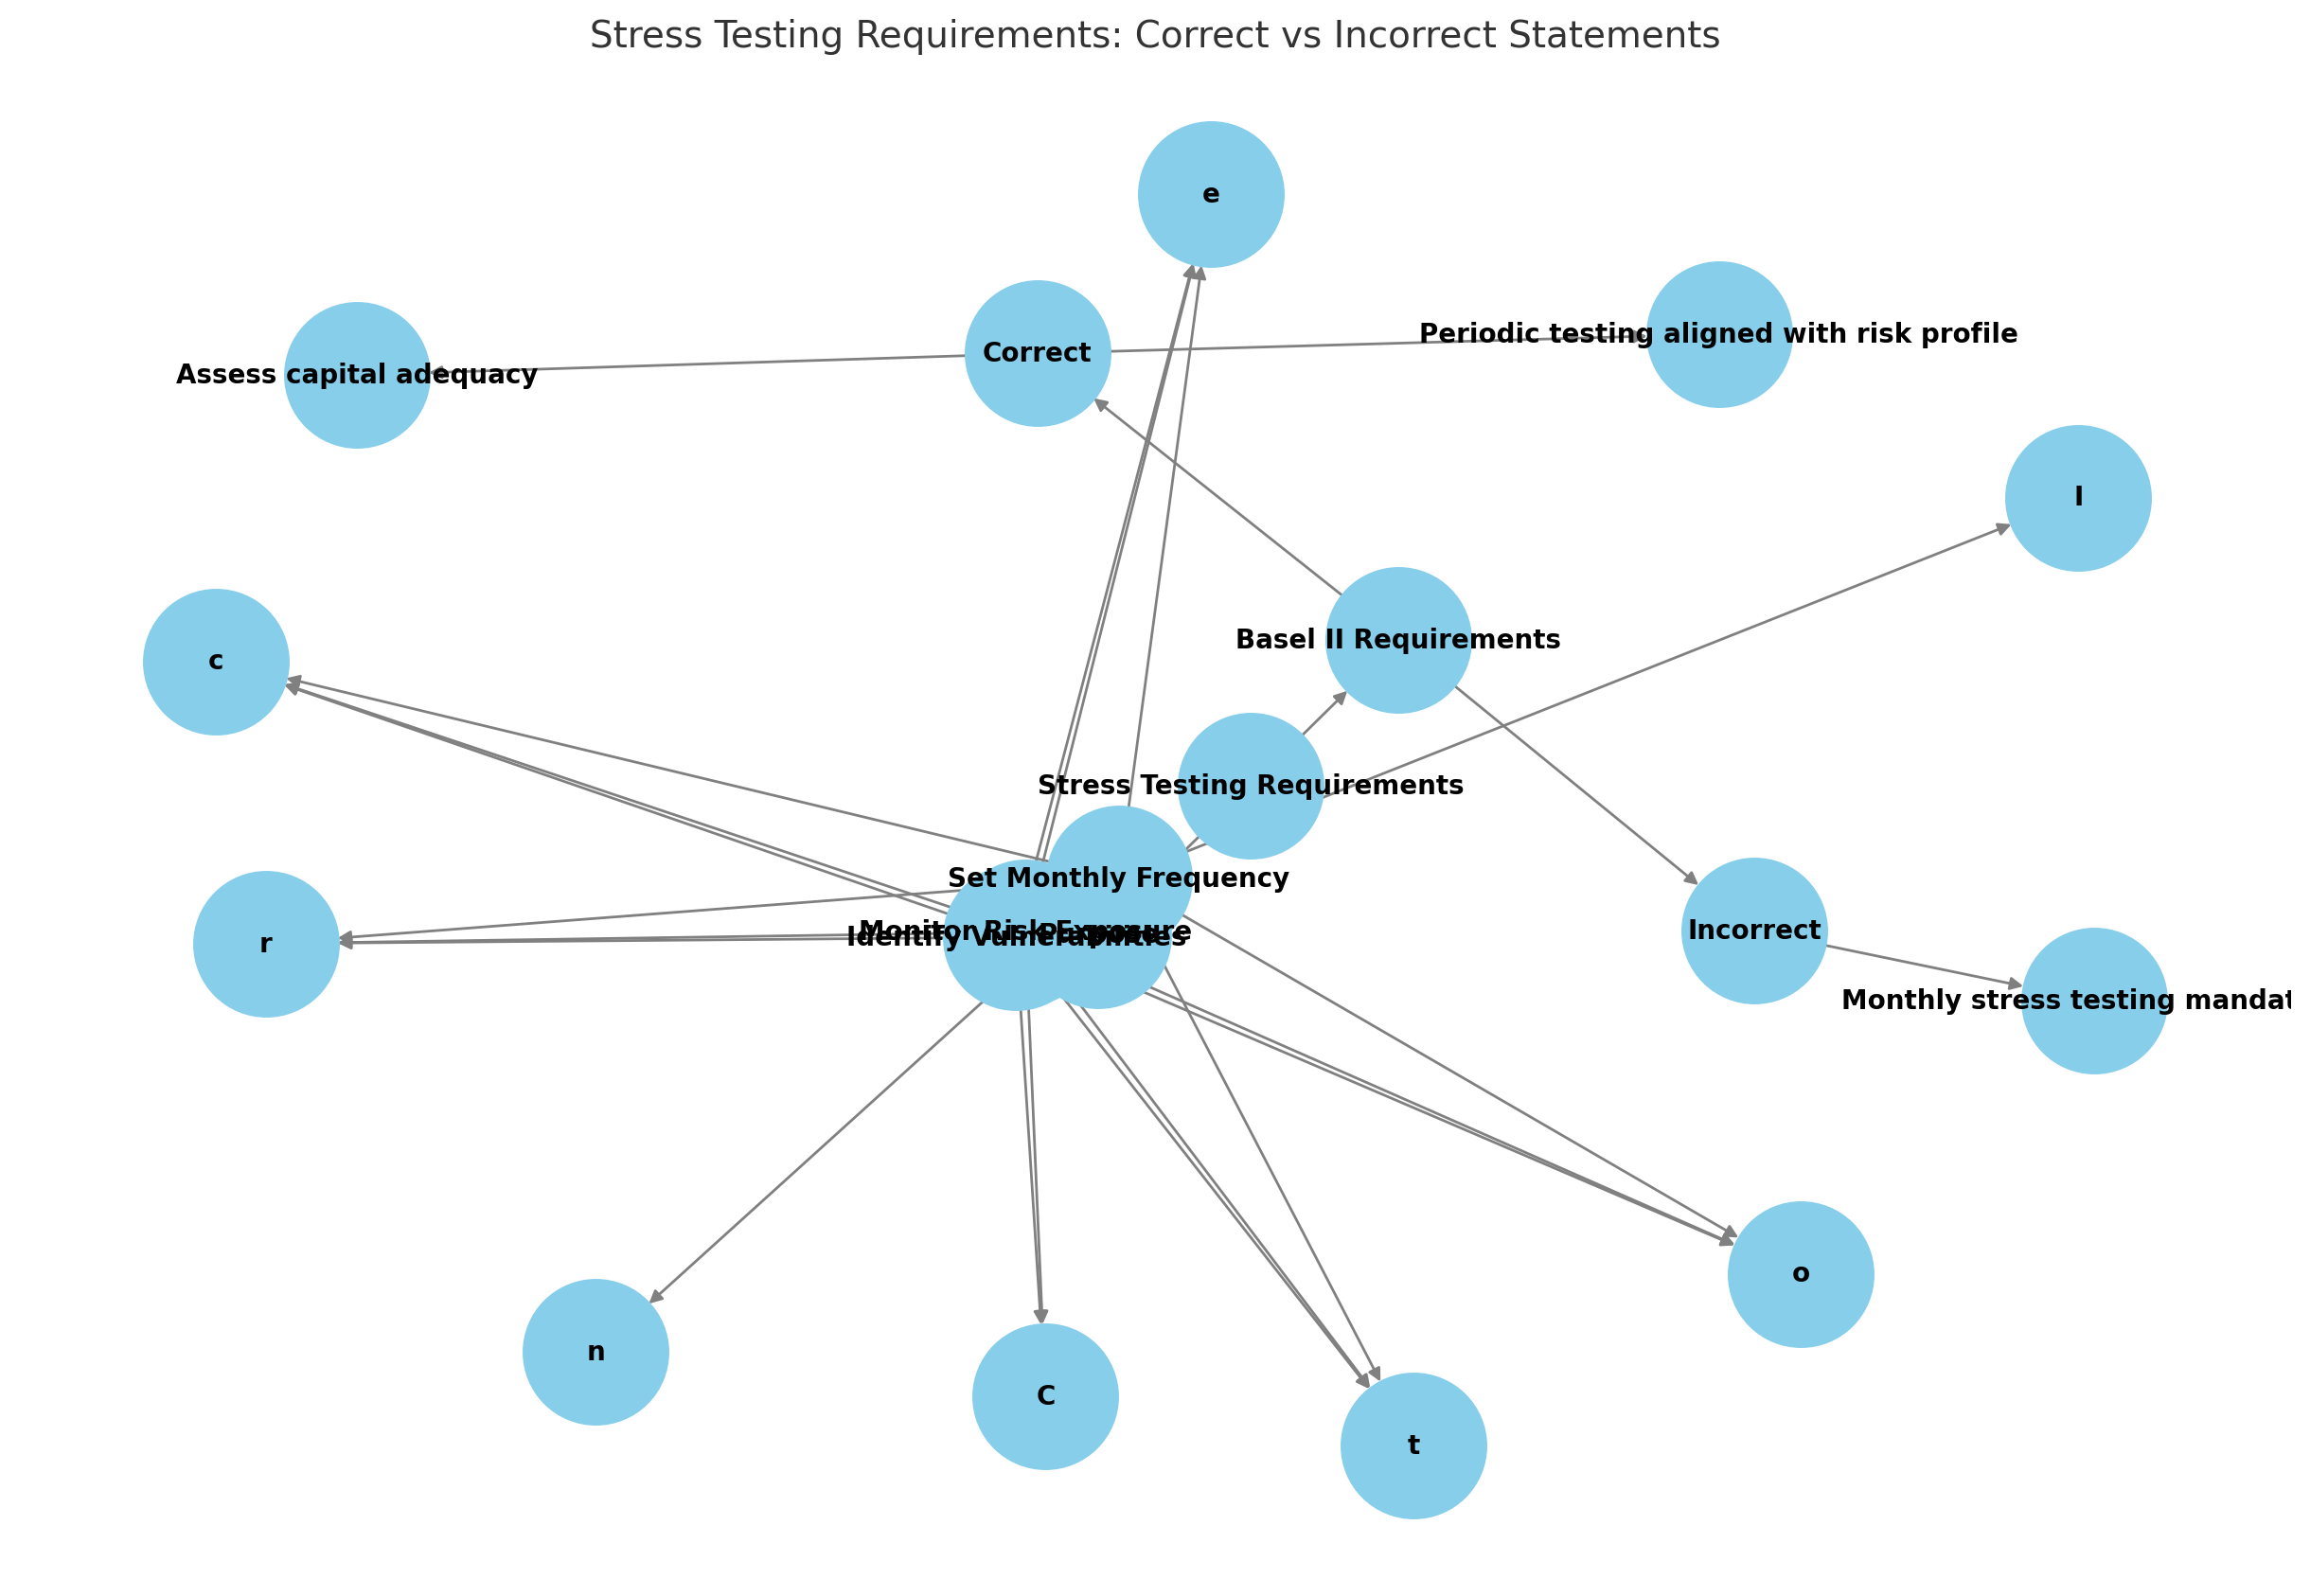 Stress Testing Requirements: Correct vs Incorrect Statements
e
Periodic testing aligned with risk profile
Correct
Assess capital adequacy
I
Basel II Requirements
c
Stress Testing Requirements
Set Monthly Frequency
Monitor Risk Exposure
Identify Vulnerabilities
Incorrect
r
Monthly stress testing mandat
o
n
C
t